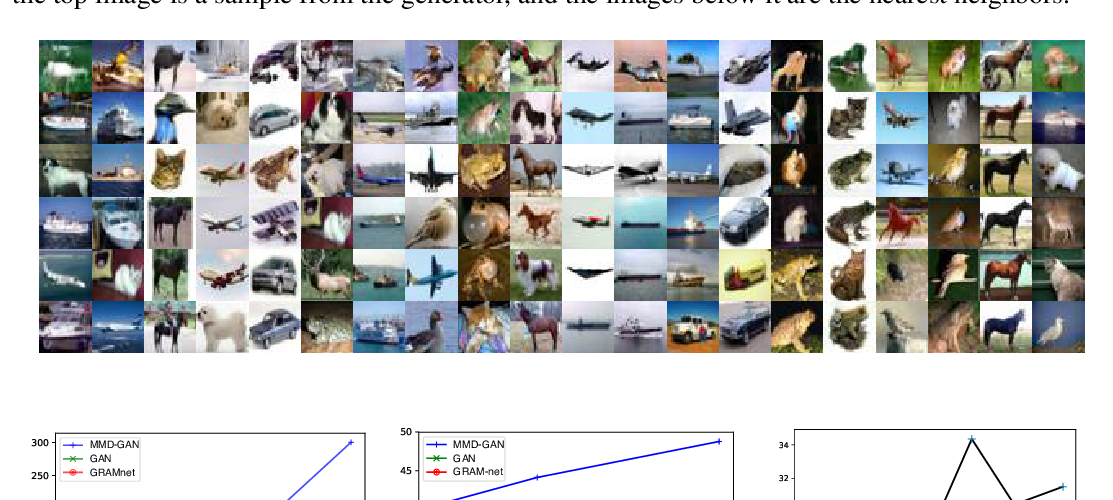 the top image is a sample from the generator, and the images below it are the nearest neighbors.
300
250
MMD-GAN
GAN
GRAMnet
50
45
MMD-GAN
GAN
GRAM-net
34
32